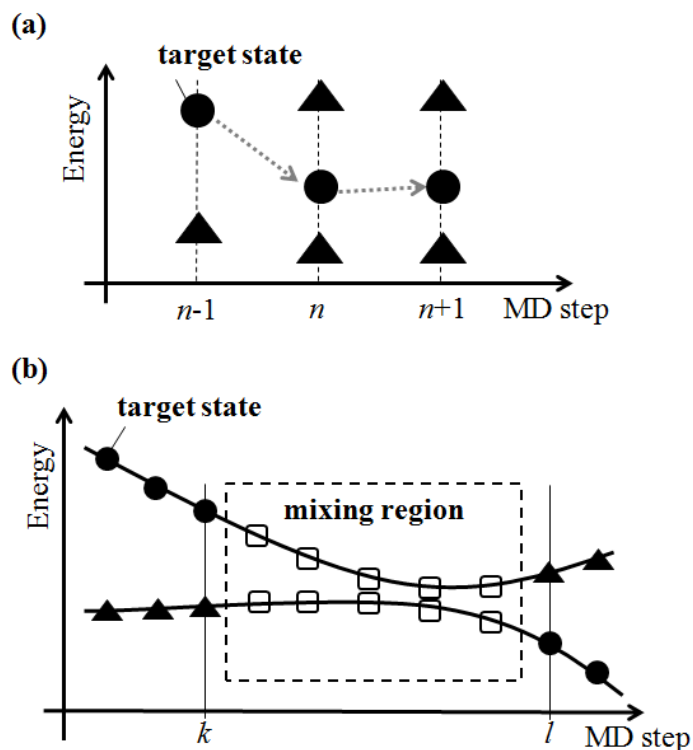 (a)
target state
Energy
n-1
n
n+1
MD step
(b)
target state
Energy
mixing region
k
l
MD step